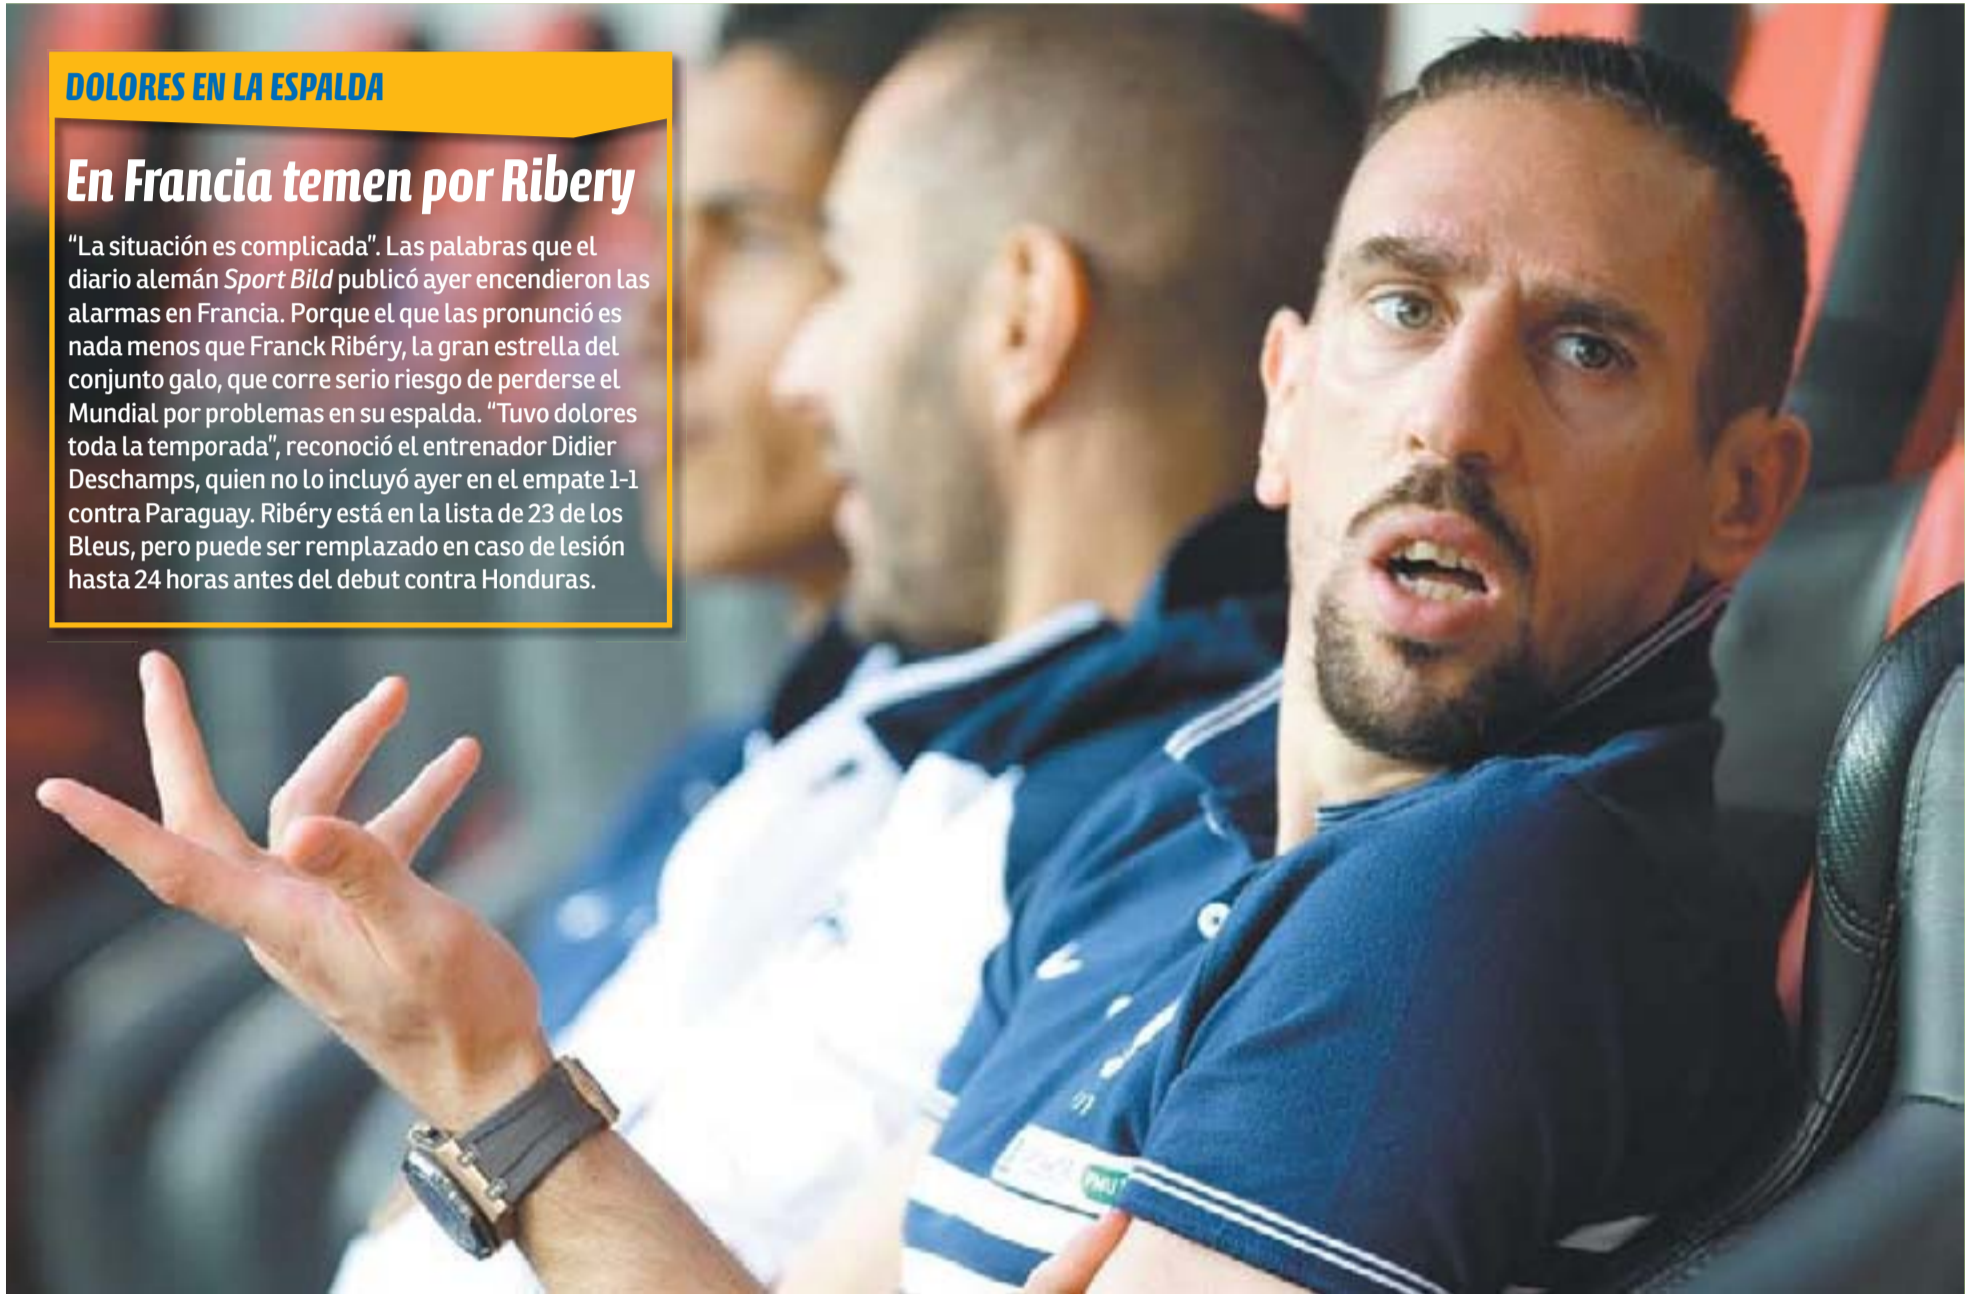 DOLORES EN LA ESPALDA
En Francia temen por Ribery
“La situación es complicada”. Las palabras que el
diario alemán Sport Bild publicó ayer encendieron las
alarmas en Francia. Porque el que las pronunció es
nada menos que Franck Ribéry, la gran estrella del
conjunto galo, que corre serio riesgo de perderse el
Mundial por problemas en su espalda. “Tuvo dolores
toda la temporada”, reconoció el entrenador Didier
Deschamps, quien no lo incluyó ayer en el empate 1-1
contra Paraguay. Ribéry está en la lista de 23 de los
Bleus, pero puede ser remplazado en caso de lesión
hasta 24 horas antes del debut contra Honduras.
PMU